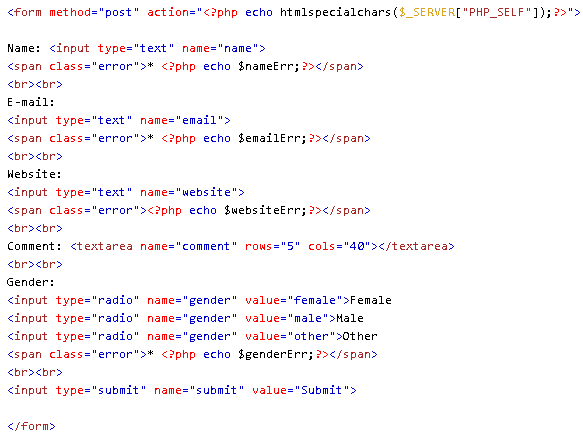 <form method="post" action="<?php echo htmlspecialchars($_SERVER["PHP_SELF"]);?>">
Name: <input type="text" name="name">
<span class="error">* <?php echo $nameErr;?></span>
<br><br>
E-mail:
<input type="text" name="email">
<span class="error">* <?php echo $emailErr;?></span>
<br><br>
Website:
<input type="text" name="website">
<span class="error"><?php echo $websiteErr;?></span>
<br><br>
Comment: <textarea name="comment" rows="5" cols="40"></textarea>
<br><br>
Gender:
<input type="radio" name="gender" value="female">Female
<input type="radio" name="gender" value="male">Male
<input type="radio" name="gender" value="other">Other
<span class="error">* <?php echo $genderErr;?></span>
<br><br>
<input type="submit" name="submit" value="Submit">
</form>